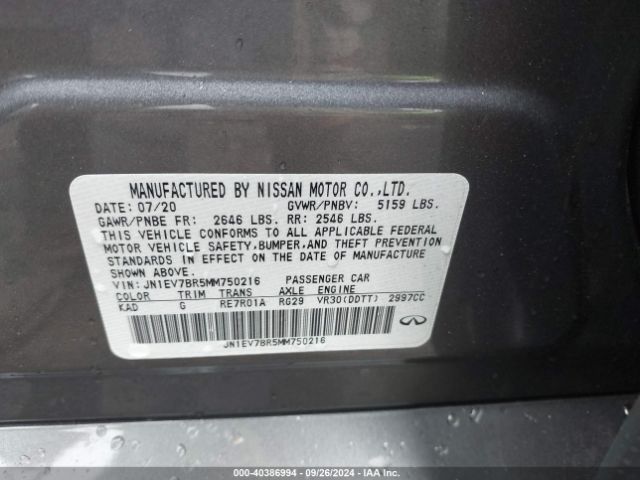 MANUFACTURED BY NISSAN MOTOR CO.,LTD.
DATE: 07/20 GVWR/PNBV: 5159 LBS.
GAWR/PNBE FR: 2646 LBS. RR: 2546 LBS.
THIS VEHICLE CONFORMS TO ALL APPLICABLE FEDERAL
MOTOR VEHICLE SAFETY,BUMPER,AND THEFT PREVENTION
STANDARDS IN EFFECT ON THE DATE OF MANUFACTURE
SHOWN ABOVE.
VIN: JN1EV7BR5MM750216 PASSENGER CAR
COLOR TRIM TRANS AXLE ENGINE
KAD G RE7R01A RG29 VR30(DDTT) 2997CC
JN1EV7BR5MM750216
000-40386994 - 09/26/2024 - IAA Inc.